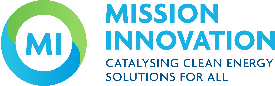 MI
MISSION
INNOVATION
CATALYSING CLEAN ENERGY
SOLUTIONS FOR ALL